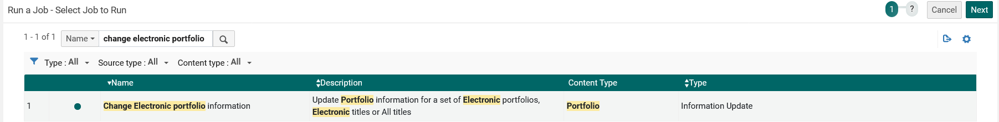 Run a Job - Select Job to Run 1 ? Cancel Next
1 - 1 of 1 Name change electronic portfolio
Type : All Source type : All Content type : All
Name Description Content Type Type
1 Change Electronic portfolio information Update Portfolio information for a set of Electronic portfolios, Portfolio Information Update
Electronic titles or All titles